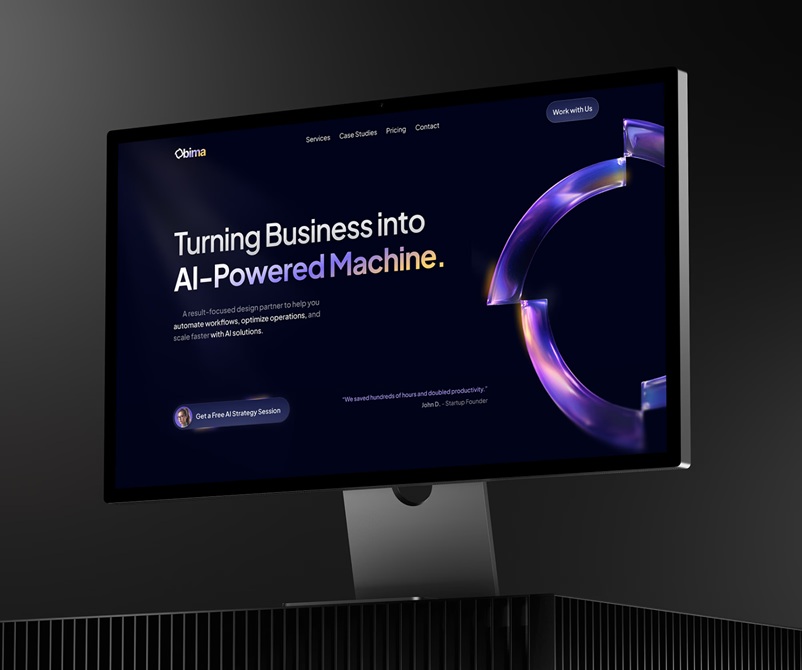 Obima
Services Case Studies Pricing Contact
Work with Us
Turning Business into
AI-Powered Machine.
A result-focused design partner to help you
automate workflows, optimize operations, and
scale faster with AI solutions.
Get a Free AI Strategy Session
"We saved hundreds of hours and doubled productivity."
John D. - Startup Founder